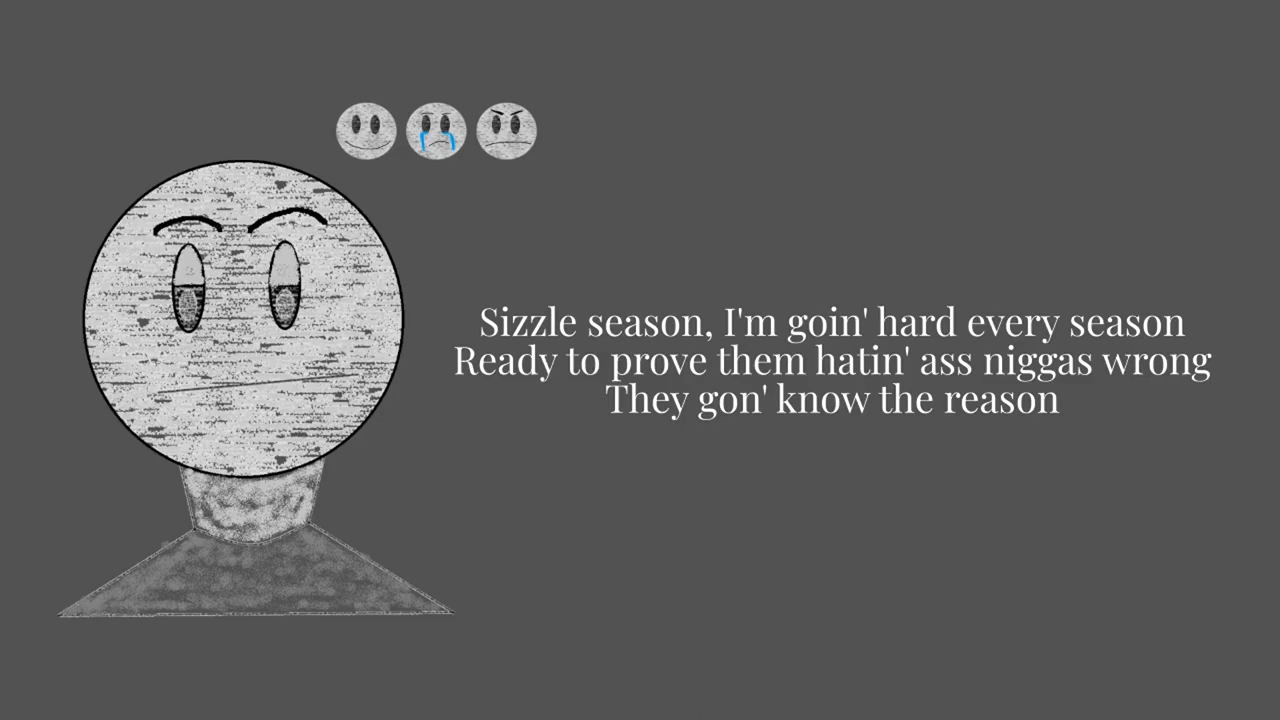 Sizzle season, I'm goin' hard every season
Ready to prove them hatin' ass niggas wrong
They gon' know the reason